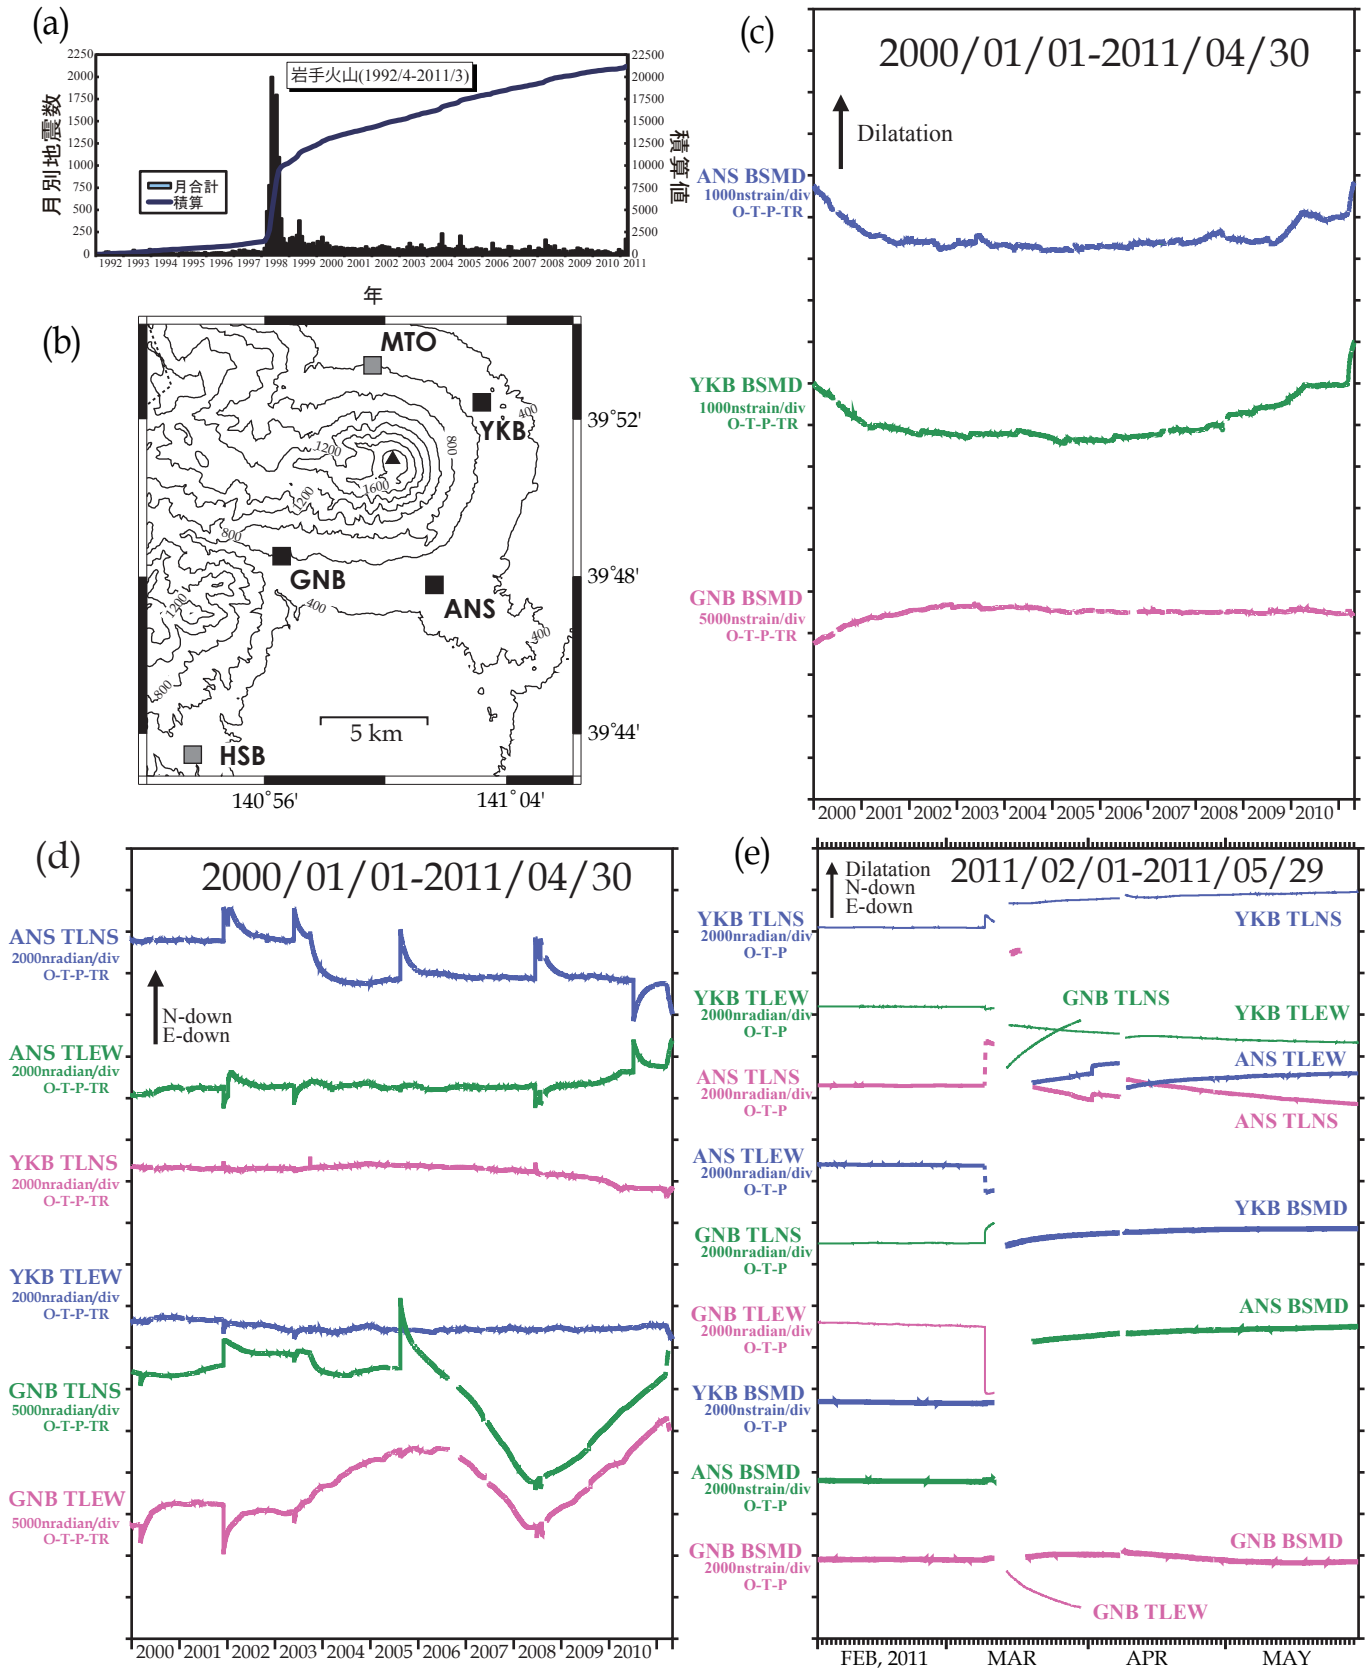 (a)
岩手火山(1992/4-2011/3)
月別地震数
積算値
2250
2000
1750
1500
1250
1000
750
500
250
0
22500
20000
17500
15000
12500
10000
7500
5000
2500
0
月合計
積算
1992 1993 1994 1995 1996 1997 1998 1999 2000 2001 2002 2003 2004 2005 2006 2007 2008 2009 2010 2011
年
(b)
MTO
YKB
GNB
ANS
HSB
400
800
1200
1600
1200
800
400
1200
400
800
5 km
39°52'
39°48'
39°44'
140°56'
141°04'
(c)
2000/01/01-2011/04/30
Dilatation
ANS BSMD
1000nstrain/div
O-T-P-TR
YKB BSMD
1000nstrain/div
O-T-P-TR
GNB BSMD
5000nstrain/div
O-T-P-TR
2000 2001 2002 2003 2004 2005 2006 2007 2008 2009 2010
(d)
2000/01/01-2011/04/30
ANS TLNS
2000nradian/div
O-T-P-TR
N-down
E-down
ANS TLEW
2000nradian/div
O-T-P-TR
YKB TLNS
2000nradian/div
O-T-P-TR
YKB TLEW
2000nradian/div
O-T-P-TR
GNB TLNS
5000nradian/div
O-T-P-TR
GNB TLEW
5000nradian/div
O-T-P-TR
2000 2001 2002 2003 2004 2005 2006 2007 2008 2009 2010
(e)
Dilatation
N-down
E-down
2011/02/01-2011/05/29
YKB TLNS
2000nradian/div
O-T-P
YKB TLNS
YKB TLEW
2000nradian/div
O-T-P
GNB TLNS
YKB TLEW
ANS TLEW
ANS TLNS
2000nradian/div
O-T-P
ANS TLNS
ANS TLEW
2000nradian/div
O-T-P
YKB BSMD
GNB TLNS
2000nradian/div
O-T-P
ANS BSMD
GNB TLEW
2000nradian/div
O-T-P
YKB BSMD
2000nstrain/div
O-T-P
ANS BSMD
2000nstrain/div
O-T-P
GNB BSMD
2000nstrain/div
O-T-P
GNB BSMD
GNB TLEW
FEB, 2011 MAR APR MAY